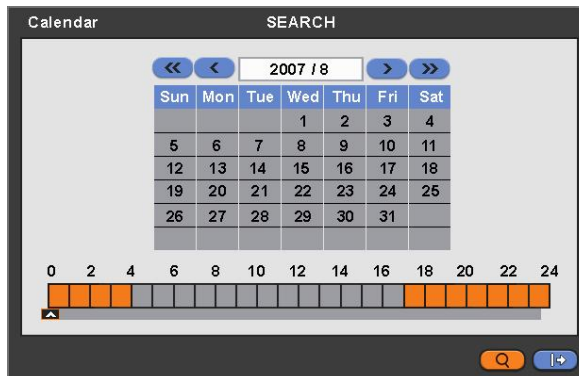 Calendar SEARCH
2007 / 8
Sun Mon Tue Wed Thu Fri Sat
1 2 3 4
5 6 7 8 9 10 11
12 13 14 15 16 17 18
19 20 21 22 23 24 25
26 27 28 29 30 31
0 2 4 6 8 10 12 14 16 18 20 22 24